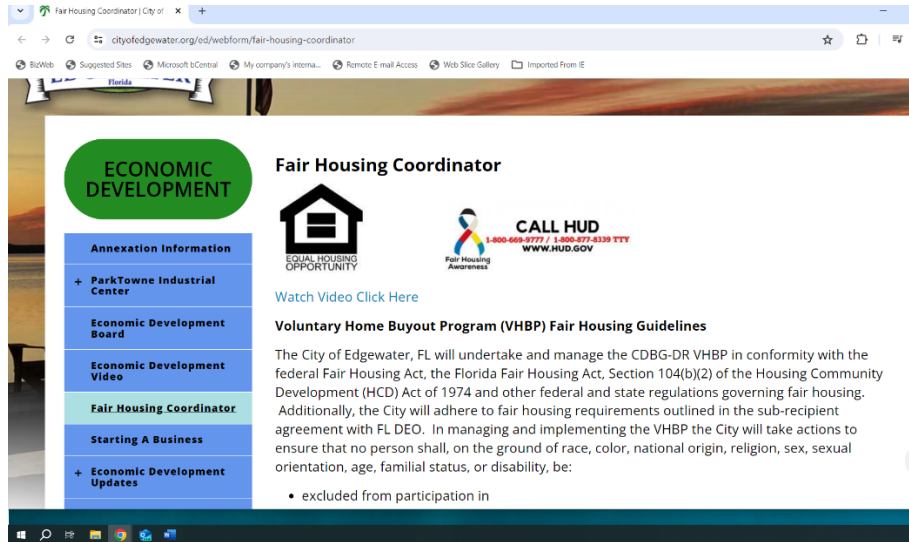 Fair Housing Coordinator | City of
cityofedgewater.org/ed/webform/fair-housing-coordinator
BizWeb Suggested Sites Microsoft bCentral My company's interna... Remote E-mail Access Web Slice Gallery Imported From IE
Florida
ECONOMIC
DEVELOPMENT
Annexation Information
+ ParkTowne Industrial
Center
Economic Development
Board
Economic Development
Video
Fair Housing Coordinator
Starting A Business
+ Economic Development
Updates
Fair Housing Coordinator
EQUAL HOUSING
OPPORTUNITY
Fair Housing
Awareness
CALL HUD
1-800-669-9777 / 1-800-877-8339 TTY
WWW.HUD.GOV
Watch Video Click Here
Voluntary Home Buyout Program (VHBP) Fair Housing Guidelines
The City of Edgewater, FL will undertake and manage the CDBG-DR VHBP in conformity with the
federal Fair Housing Act, the Florida Fair Housing Act, Section 104(b)(2) of the Housing Community
Development (HCD) Act of 1974 and other federal and state regulations governing fair housing.
Additionally, the City will adhere to fair housing requirements outlined in the sub-recipient
agreement with FL DEO. In managing and implementing the VHBP the City will take actions to
ensure that no person shall, on the ground of race, color, national origin, religion, sex, sexual
orientation, age, familial status, or disability, be:
• excluded from participation in